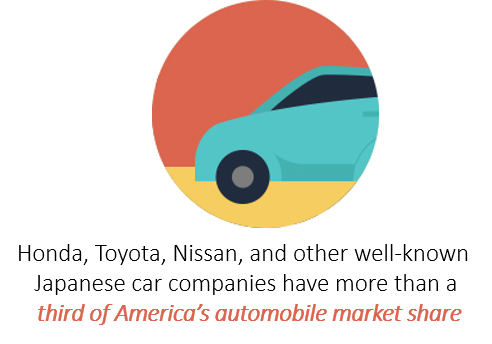 Honda, Toyota, Nissan, and other well-known
Japanese car companies have more than a
third of America’s automobile market share